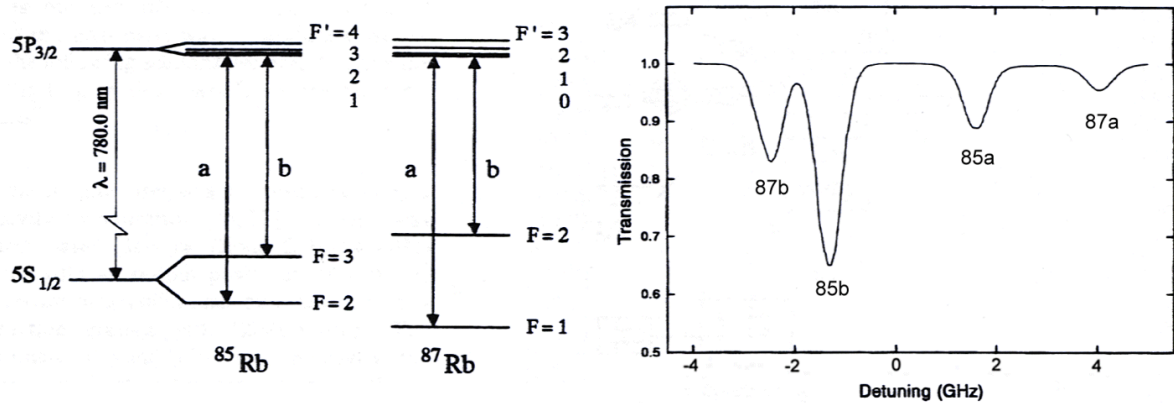 5P3/2
λ = 780.0 nm
5S 1/2
a
b
F' = 4
3
2
1
F = 3
F = 2
85Rb
a
b
F' = 3
2
1
0
F = 2
F = 1
87Rb
Transmission
1.0
0.9
0.8
0.7
0.6
0.5
87b
85b
85a
87a
-4
-2
0
2
4
Detuning (GHz)